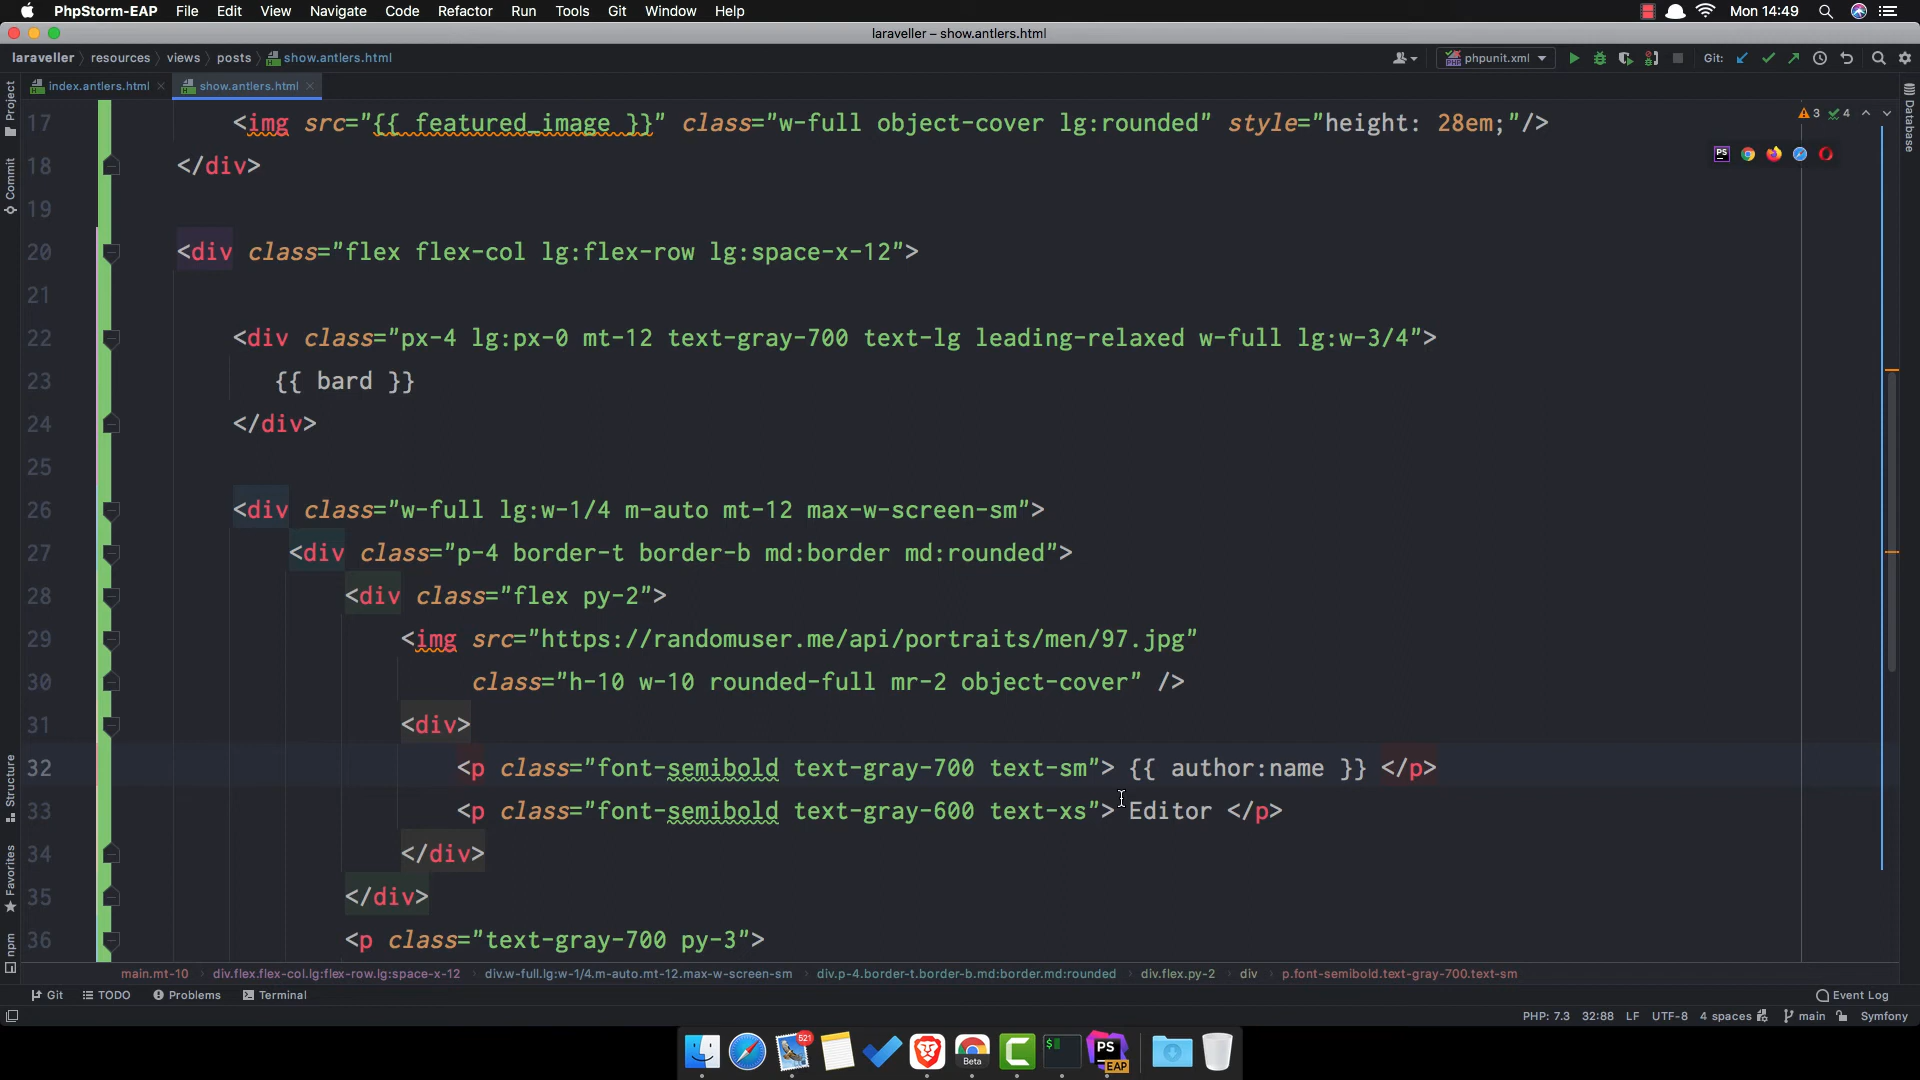 PhpStorm-EAP File Edit View Navigate Code Refactor Run Tools Git Window Help Mon 14:49
laraveller – show.antlers.html
laraveller resources views posts show.antlers.html phpunit.xml Git:
index.antlers.html show.antlers.html
Project
Commit
Structure
Favorites
npm
Database
3 4
17 <img src="{{ featured_image }}" class="w-full object-cover lg:rounded" style="height: 28em;"/>
18 </div>
19
20 <div class="flex flex-col lg:flex-row lg:space-x-12">
21
22 <div class="px-4 lg:px-0 mt-12 text-gray-700 text-lg leading-relaxed w-full lg:w-3/4">
23 {{ bard }}
24 </div>
25
26 <div class="w-full lg:w-1/4 m-auto mt-12 max-w-screen-sm">
27 <div class="p-4 border-t border-b md:border md:rounded">
28 <div class="flex py-2">
29 <img src="https://randomuser.me/api/portraits/men/97.jpg"
30 class="h-10 w-10 rounded-full mr-2 object-cover" />
31 <div>
32 <p class="font-semibold text-gray-700 text-sm"> {{ author:name }} </p>
33 <p class="font-semibold text-gray-600 text-xs"> Editor </p>
34 </div>
35 </div>
36 <p class="text-gray-700 py-3">
main.mt-10 div.flex.flex-col.lg:flex-row.lg:space-x-12 div.w-full.lg:w-1/4.m-auto.mt-12.max-w-screen-sm div.p-4.border-t.border-b.md:border.md:rounded div.flex.py-2 div p.font-semibold.text-gray-700.text-sm
Git TODO Problems Terminal Event Log
PHP: 7.3 32:88 LF UTF-8 4 spaces main Symfony
521
Beta
PS
EAP